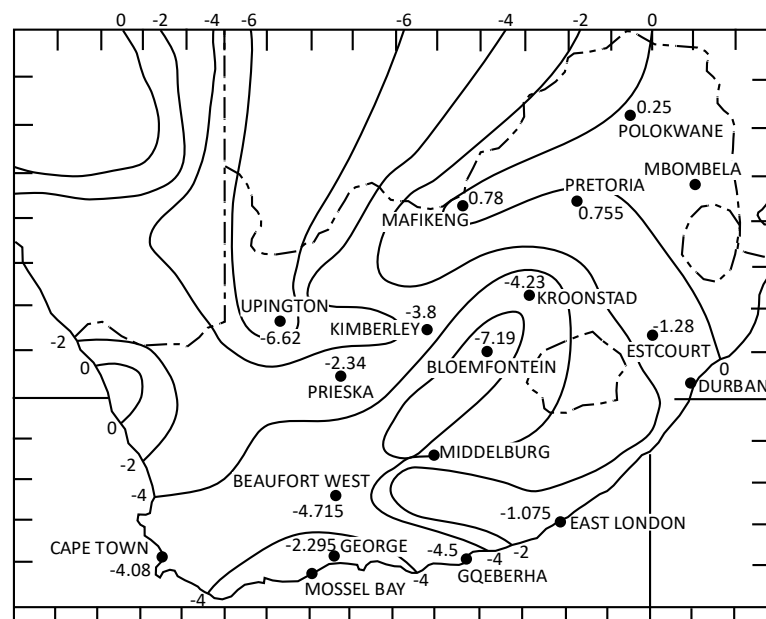 0 -2 -4 -6 -6 -4 -2 0
0.25
POLOKWANE
MBOMBELA
PRETORIA
0.78
MAFIKENG
0.755
-4.23
UPINGTON
KROONSTAD
-3.8
KIMBERLEY
-6.62
-1.28
-2
-7.19
ESTCOURT
-2.34
BLOEMFONTEIN
0
0
PRIESKA
DURBAN
0
MIDDELBURG
-2
BEAUFORT WEST
-4
-4.715
-1.075
EAST LONDON
CAPE TOWN
-2.295
GEORGE
-4.5
-4
-2
-4.08
GQEBERHA
-4
MOSSEL BAY
-4